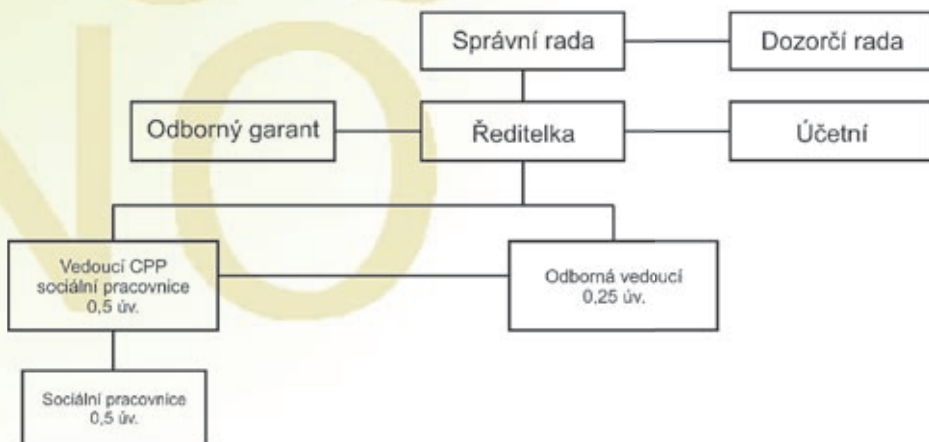 NO
Správní rada
Dozorčí rada
Odborný garant
Ředitelka
Účetní
Vedoucí CPP
sociální pracovnice
0,5 úv.
Odborná vedoucí
0,25 úv.
Sociální pracovnice
0,5 úv.